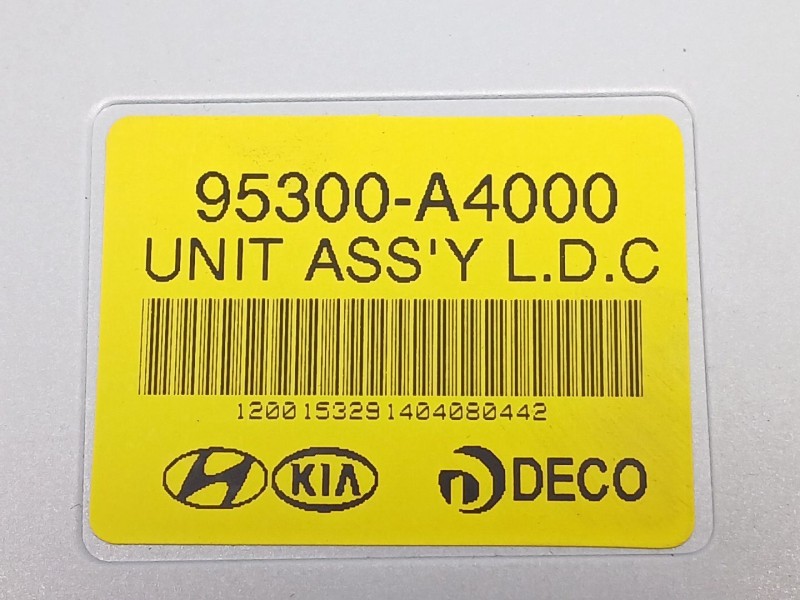 95300-A4000
UNIT ASS'Y L.D.C
1200153291404080442
KIA DECO